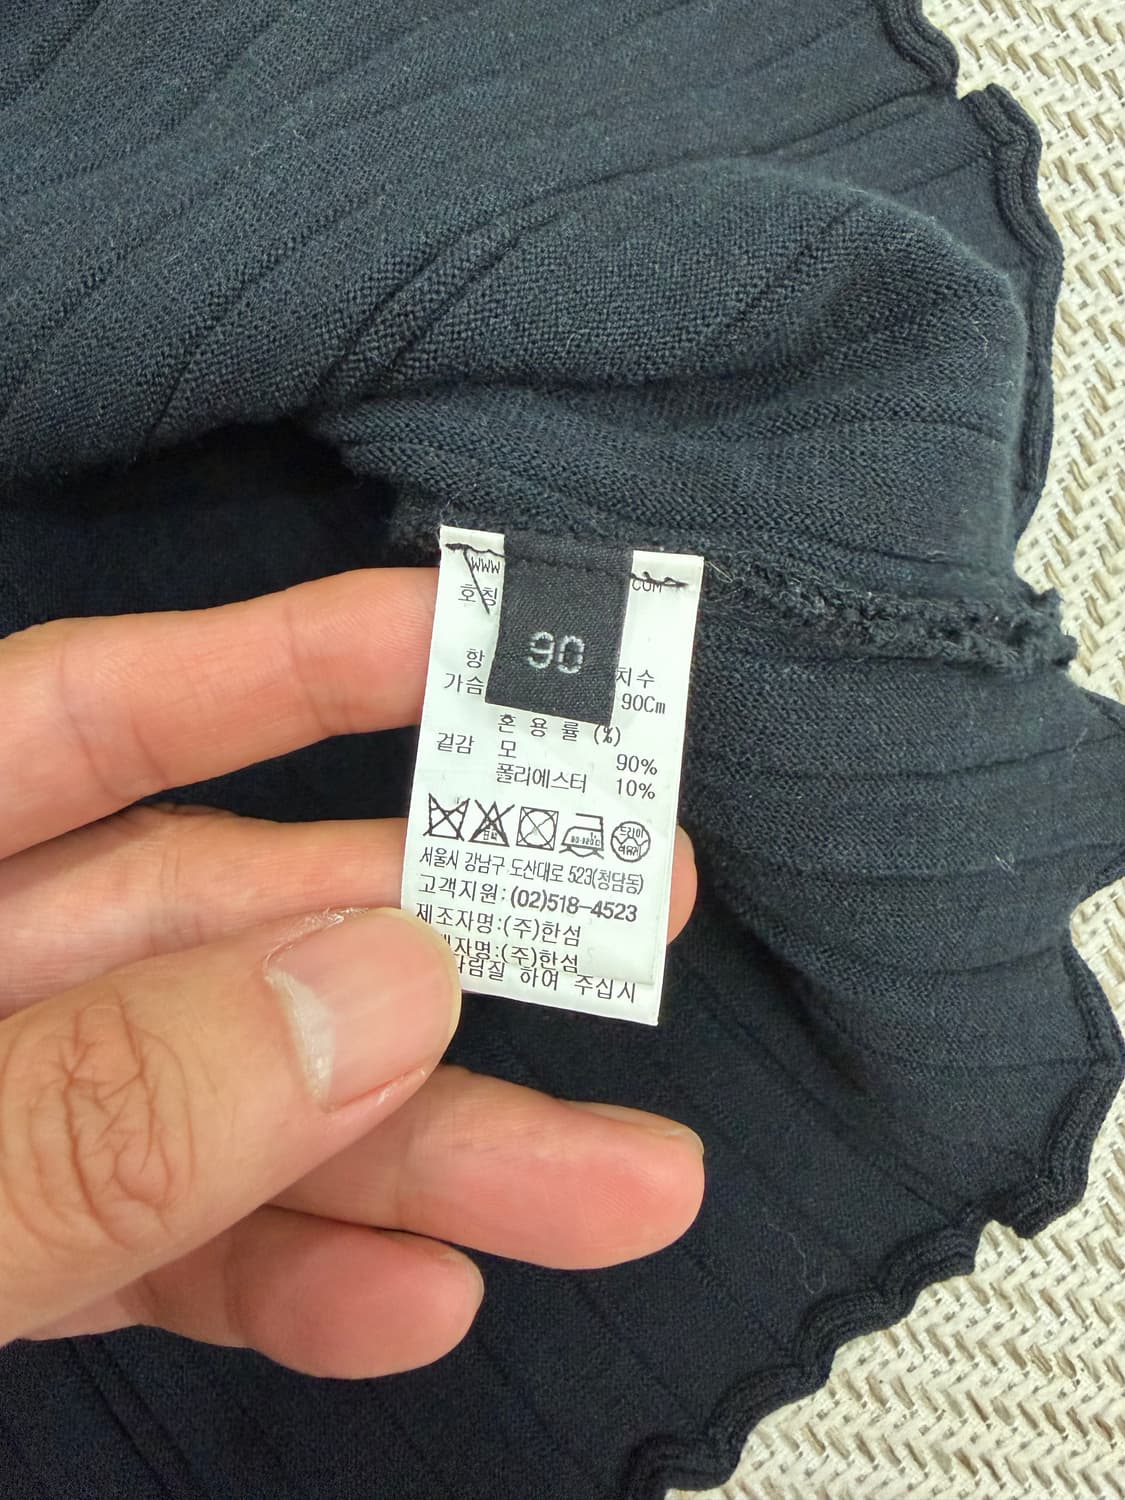 WWW
COM
호칭
90
항
치수
가슴
90Cm
혼 용 률 (%)
겉감 모 90%
폴리에스터 10%
서울시 강남구 도산대로 523(청담동)
고객지원:(02)518-4523
제조자명:(주)한섬
자명:(주)한섬
다림질 하여 주십시